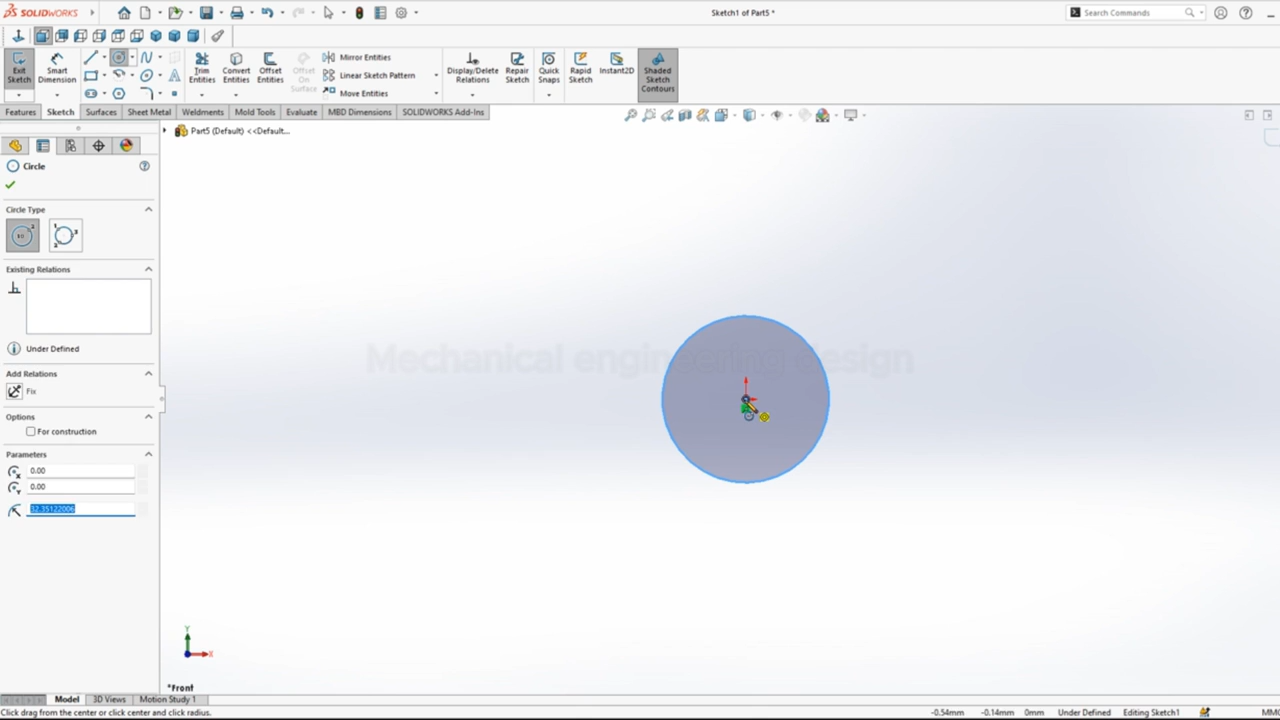 SOLIDWORKS
Sketch1 of Part5 *
Search Commands
Exit Sketch
Smart Dimension
Trim Entities
Convert Entities
Offset Entities
Offset On Surface
Mirror Entities
Linear Sketch Pattern
Move Entities
Display/Delete Relations
Repair Sketch
Quick Snaps
Rapid Sketch
Instant2D
Shaded Sketch Contours
Features Sketch Surfaces Sheet Metal Weldments Mold Tools Evaluate MBD Dimensions SOLIDWORKS Add-Ins
Part5 (Default) <<Default...
Circle
Circle Type
Existing Relations
Under Defined
Add Relations
Fix
Options
For construction
Parameters
0.00
0.00
32.35122006
Mechanical engineering design
Y
X
*Front
Model 3D Views Motion Study 1
Click drag from the center or click center and click radius.
-0.54mm -0.14mm 0mm Under Defined Editing Sketch1